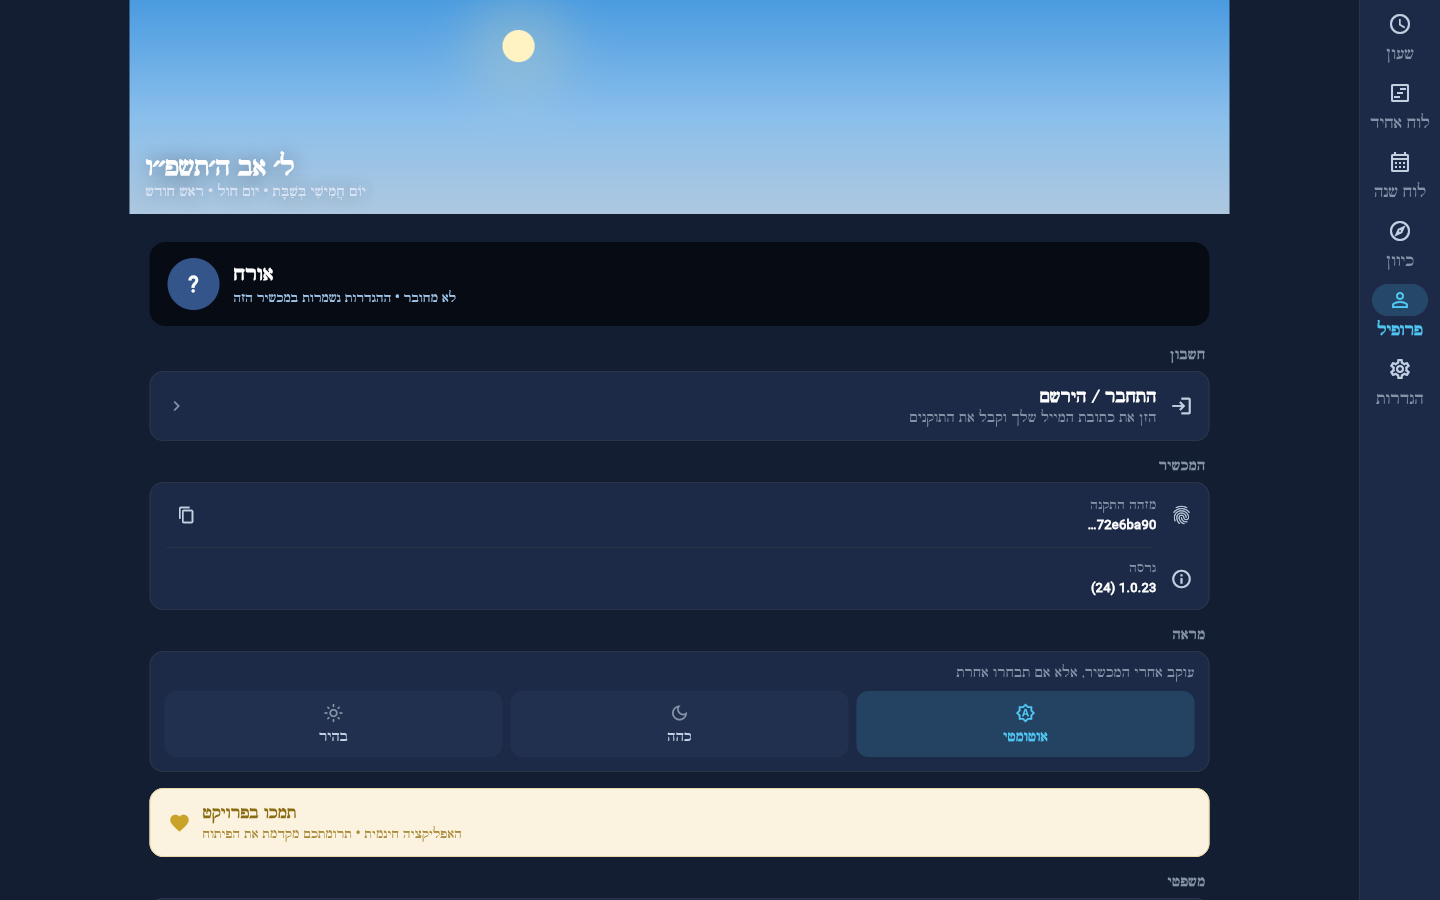 ל׳ אב ה׳תשפ״ו
יוֹם חֲמִישִׁי בְּשַׁבָּת • יום חול • ראש חודש
?
אורח
לא מחובר • ההגדרות נשמרות במכשיר הזה
חשבון
התחבר / הירשם
הזן את כתובת המייל שלך וקבל את התוקנים
המכשיר
מזהה התקנה
72e6ba90…
גרסה
1.0.23 (24)
מראה
עוקב אחרי המכשיר, אלא אם תבחרו אחרת
אוטומטי
כהה
בהיר
תמכו בפרויקט
האפליקציה חינמית • תרומתכם מקדמת את הפיתוח
משפטי
שעון
לוח אחיד
לוח שנה
כיוון
פרופיל
הגדרות